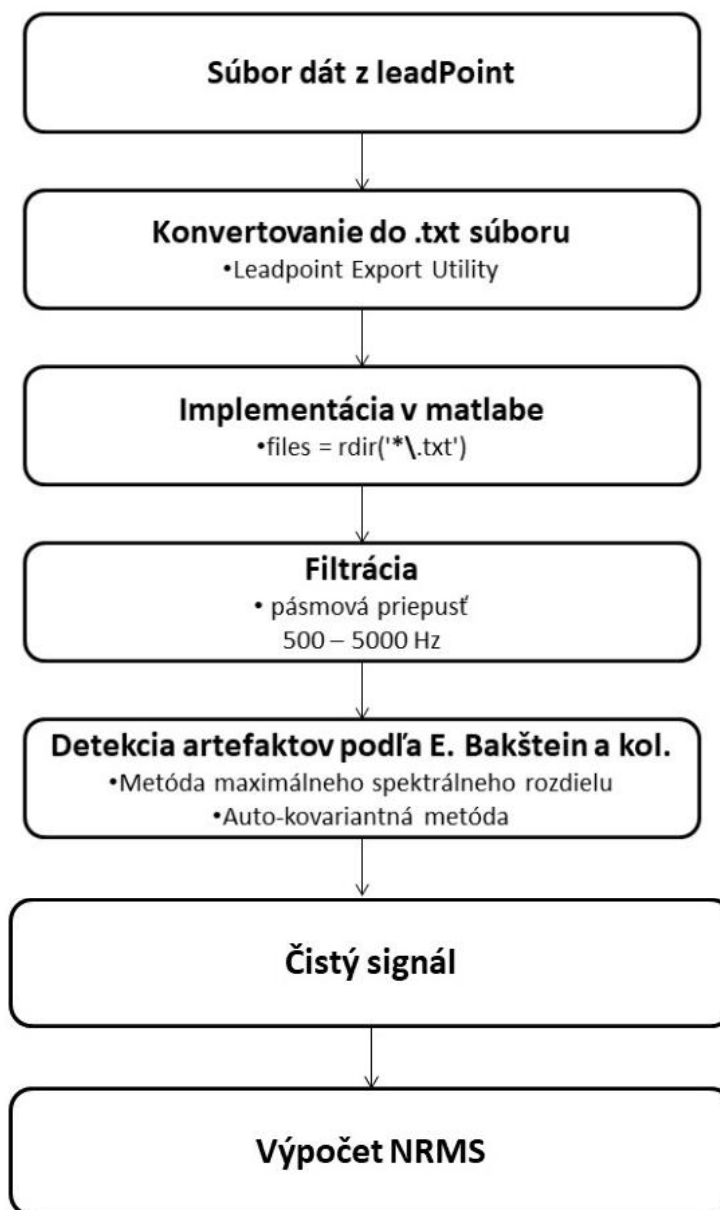 Súbor dát z leadPoint
Konvertovanie do .txt súboru
•Leadpoint Export Utility
Implementácia v matlabe
•files = rdir('*\.txt')
Filtrácia
• pásmová priepusť
500 – 5000 Hz
Detekcia artefaktov podľa E. Bakštein a kol.
•Metóda maximálneho spektrálneho rozdielu
•Auto-kovariantná metóda
Čistý signál
Výpočet NRMS